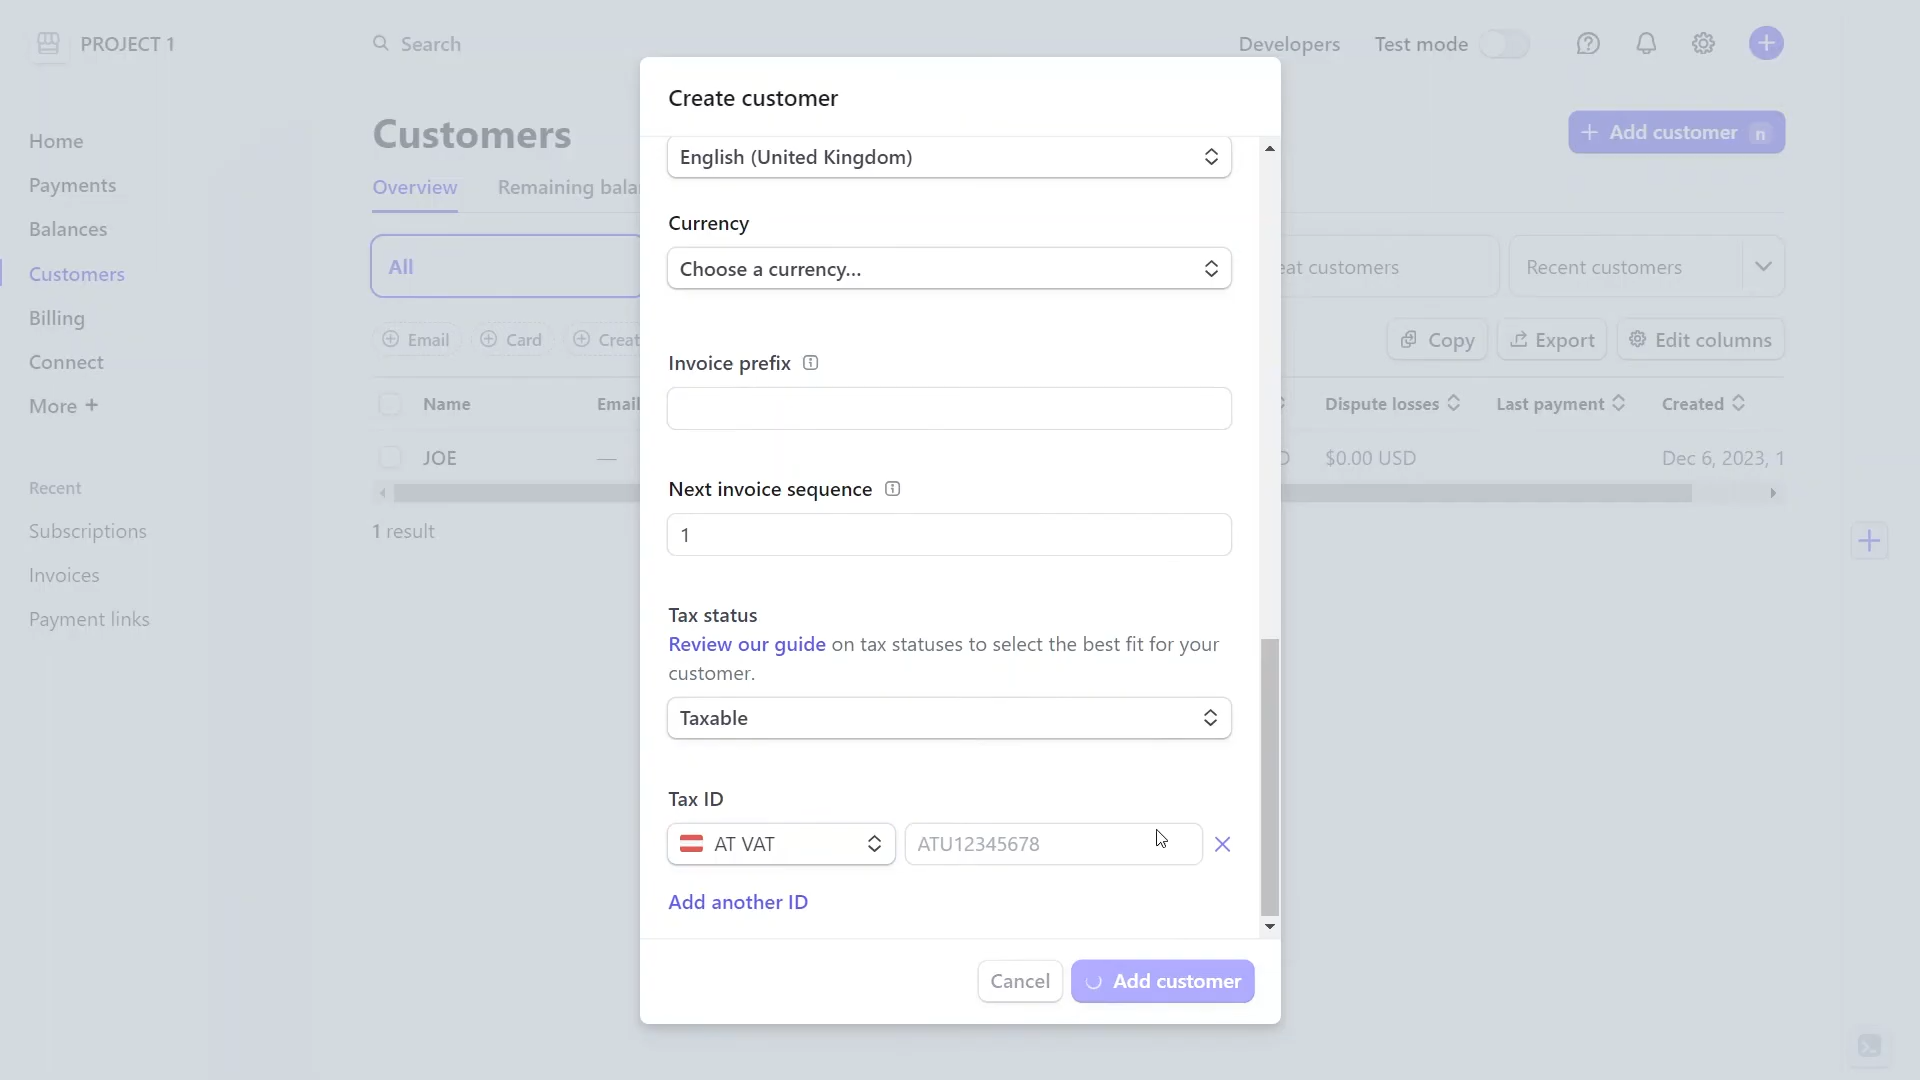 PROJECT 1
Search
Developers
Test mode
Home
Payments
Balances
Customers
Billing
Connect
More
Recent
Subscriptions
Invoices
Payment links
Customers
Add customer n
Overview
Remaining bala
All
eat customers
Recent customers
Email
Card
Creat
Copy
Export
Edit columns
Name
Email
Dispute losses
Last payment
Created
JOE
—
D
$0.00 USD
Dec 6, 2023, 1
1 result
Create customer
English (United Kingdom)
Currency
Choose a currency...
Invoice prefix
Next invoice sequence
1
Tax status
Review our guide on tax statuses to select the best fit for your
customer.
Taxable
Tax ID
AT VAT
ATU12345678
Add another ID
Cancel
Add customer